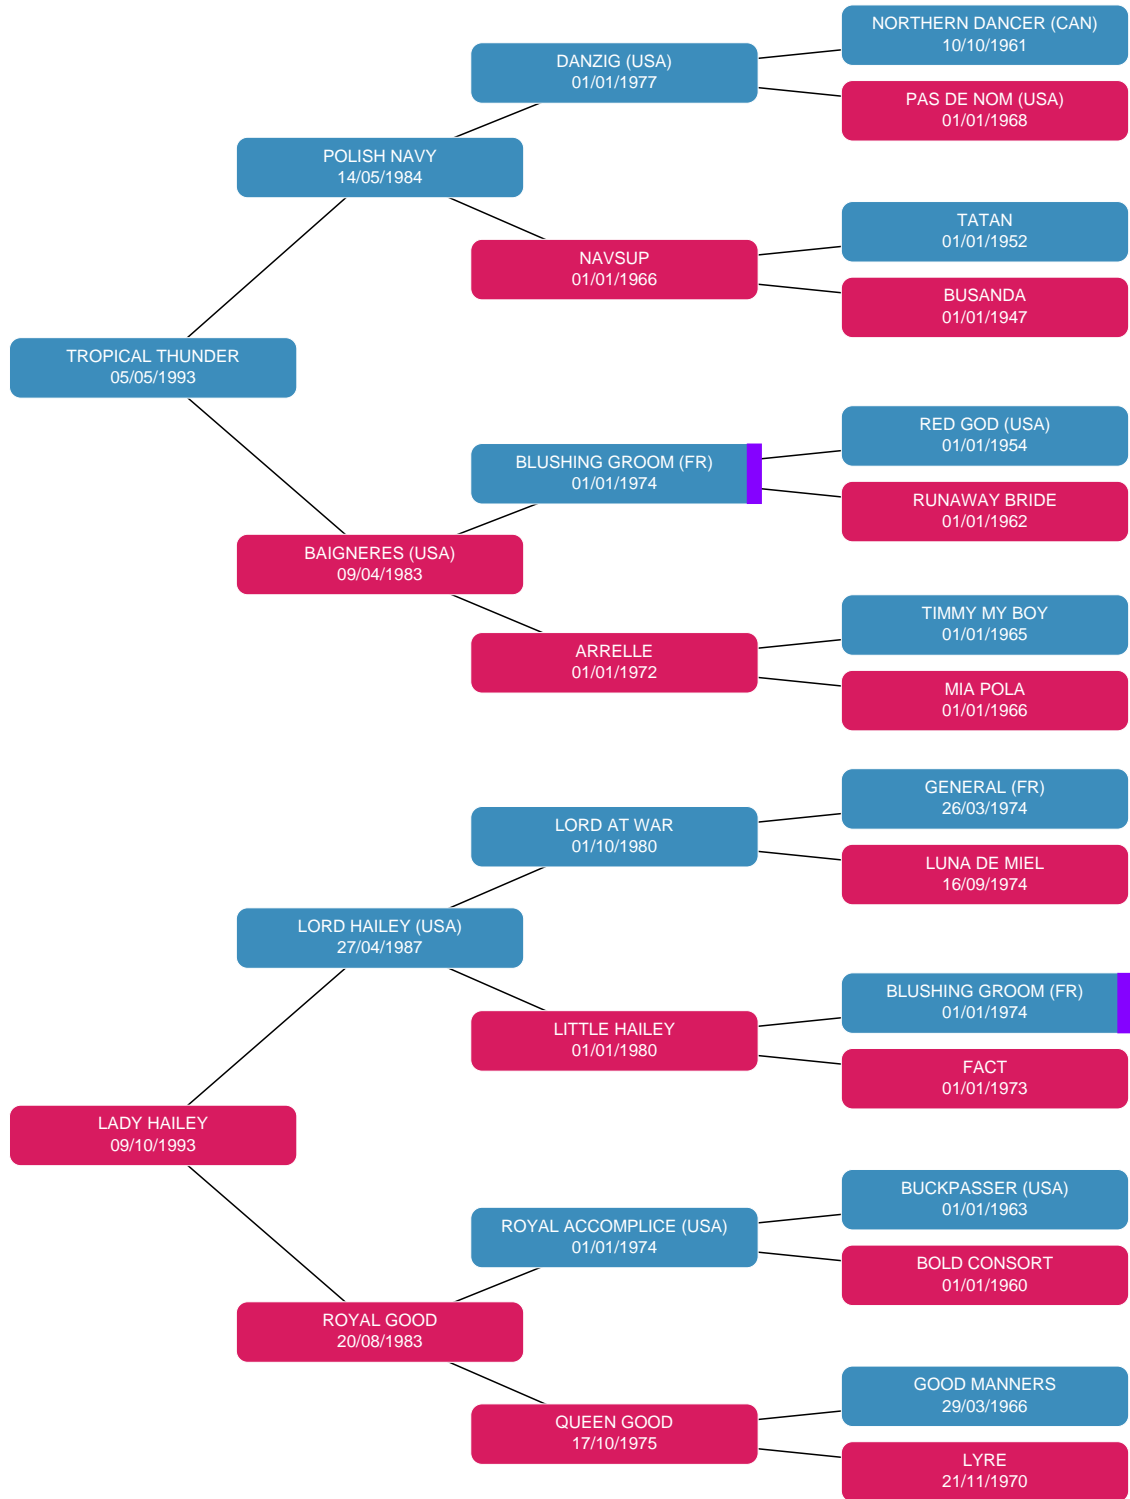 NORTHERN DANCER (CAN)
10/10/1961
DANZIG (USA)
01/01/1977
PAS DE NOM (USA)
01/01/1968
POLISH NAVY
14/05/1984
TATAN
01/01/1952
NAVSUP
01/01/1966
BUSANDA
01/01/1947
TROPICAL THUNDER
05/05/1993
RED GOD (USA)
01/01/1954
BLUSHING GROOM (FR)
01/01/1974
RUNAWAY BRIDE
01/01/1962
BAIGNERES (USA)
09/04/1983
TIMMY MY BOY
01/01/1965
ARRELLE
01/01/1972
MIA POLA
01/01/1966
GENERAL (FR)
26/03/1974
LORD AT WAR
01/10/1980
LUNA DE MIEL
16/09/1974
LORD HAILEY (USA)
27/04/1987
BLUSHING GROOM (FR)
01/01/1974
LITTLE HAILEY
01/01/1980
FACT
01/01/1973
LADY HAILEY
09/10/1993
BUCKPASSER (USA)
01/01/1963
ROYAL ACCOMPLICE (USA)
01/01/1974
BOLD CONSORT
01/01/1960
ROYAL GOOD
20/08/1983
GOOD MANNERS
29/03/1966
QUEEN GOOD
17/10/1975
LYRE
21/11/1970